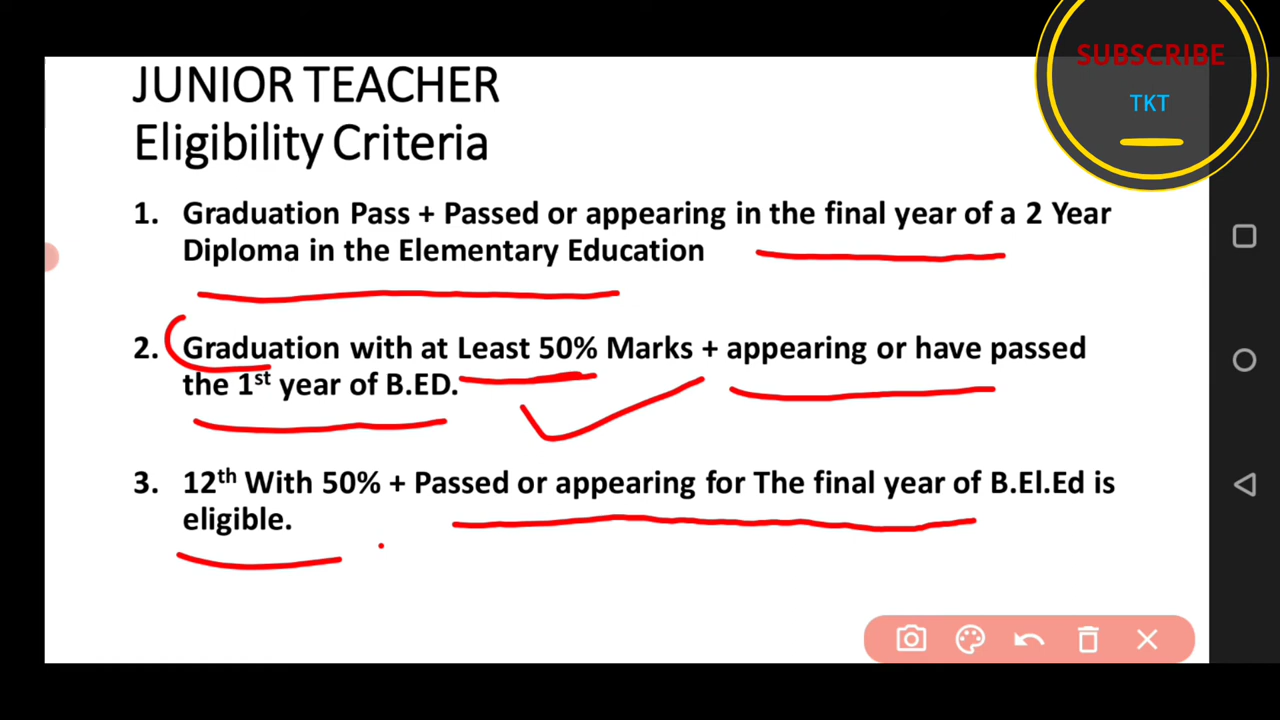 SUBSCRIBE
TKT
JUNIOR TEACHER
Eligibility Criteria
1. Graduation Pass + Passed or appearing in the final year of a 2 Year
Diploma in the Elementary Education
2. Graduation with at Least 50% Marks + appearing or have passed
the 1st year of B.ED.
3. 12th With 50% + Passed or appearing for The final year of B.El.Ed is
eligible.